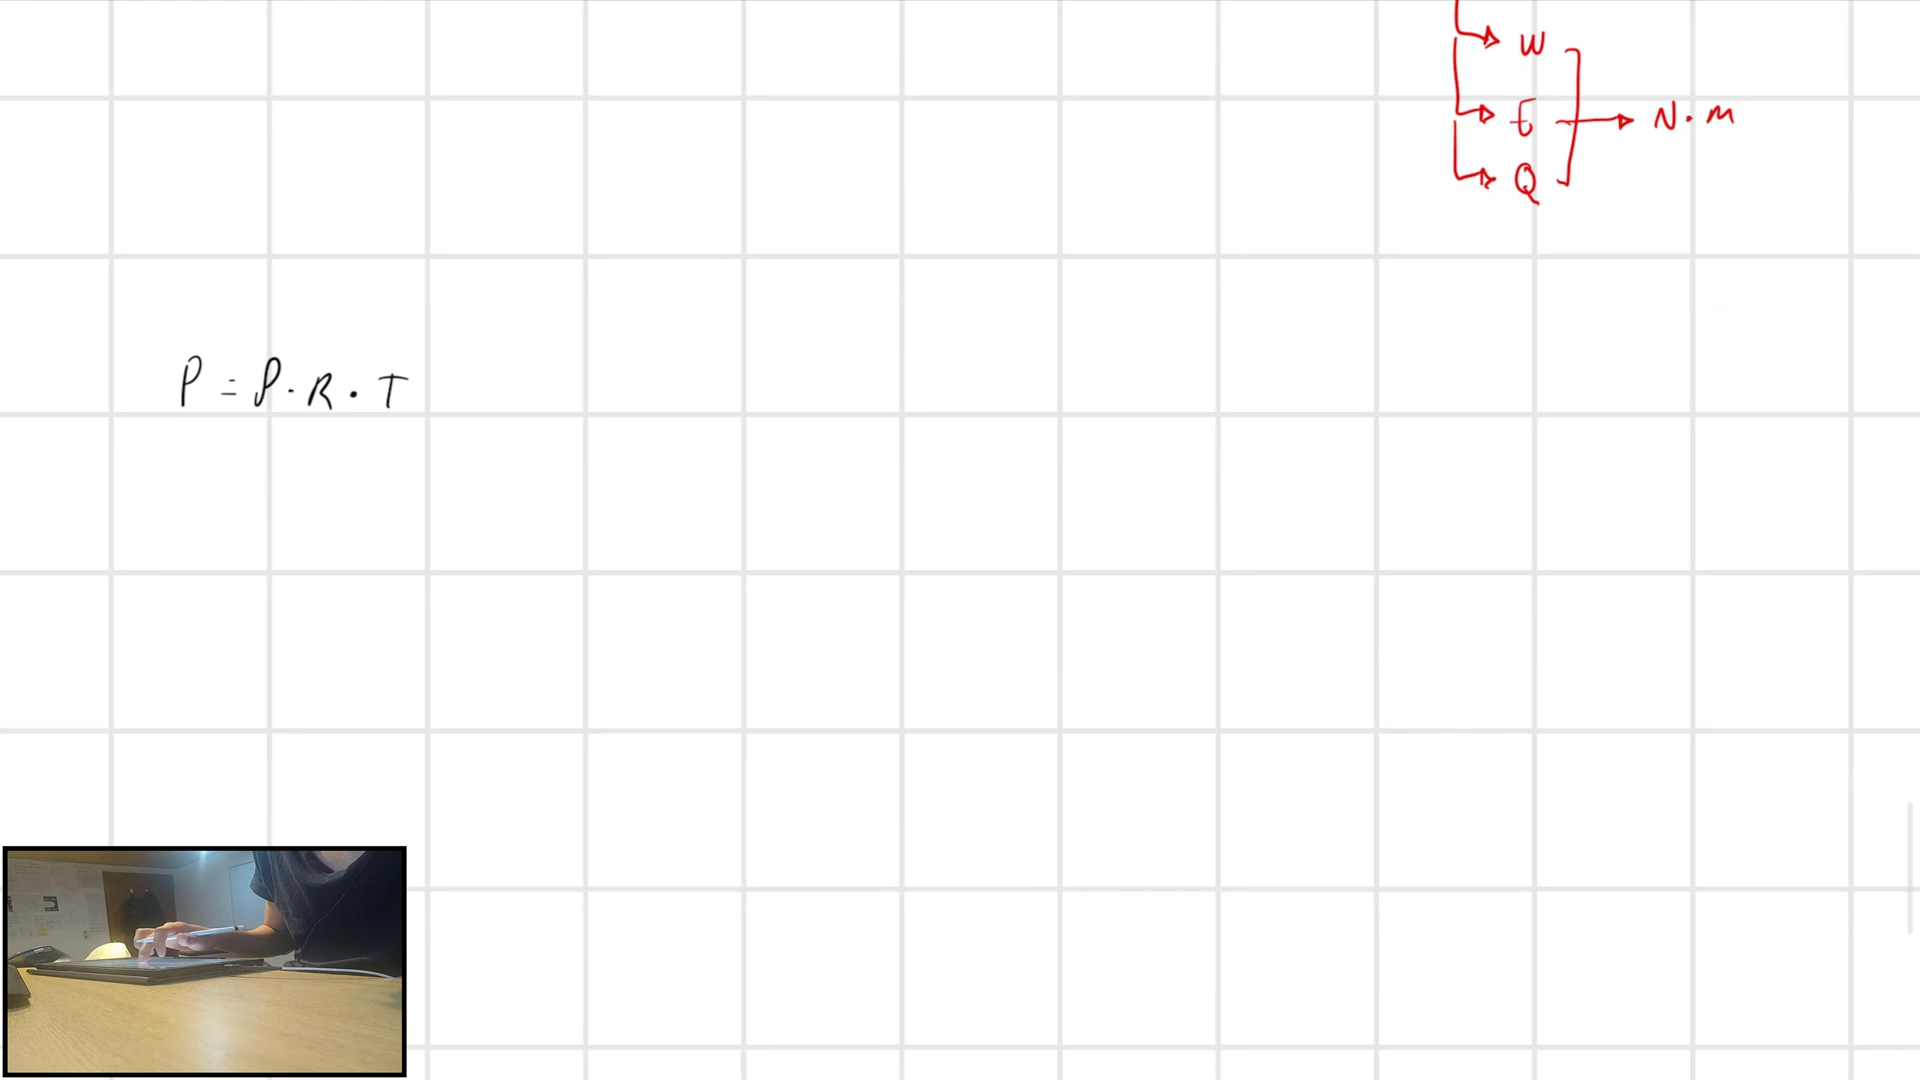 W
E → N·m
Q
P = ρ · R · T